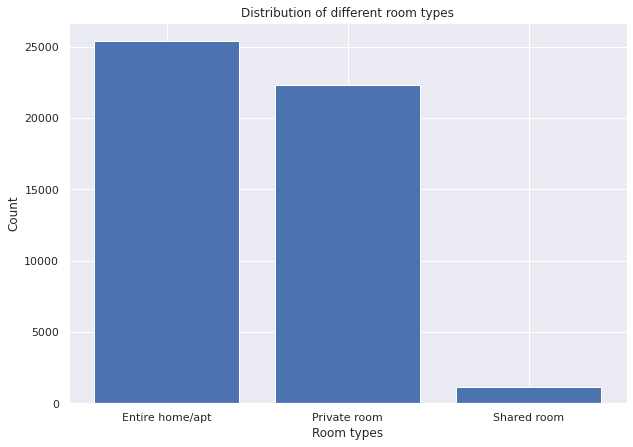 Distribution of different room types
25000
20000
15000
10000
5000
0
Count
Entire home/apt Private room Shared room
Room types